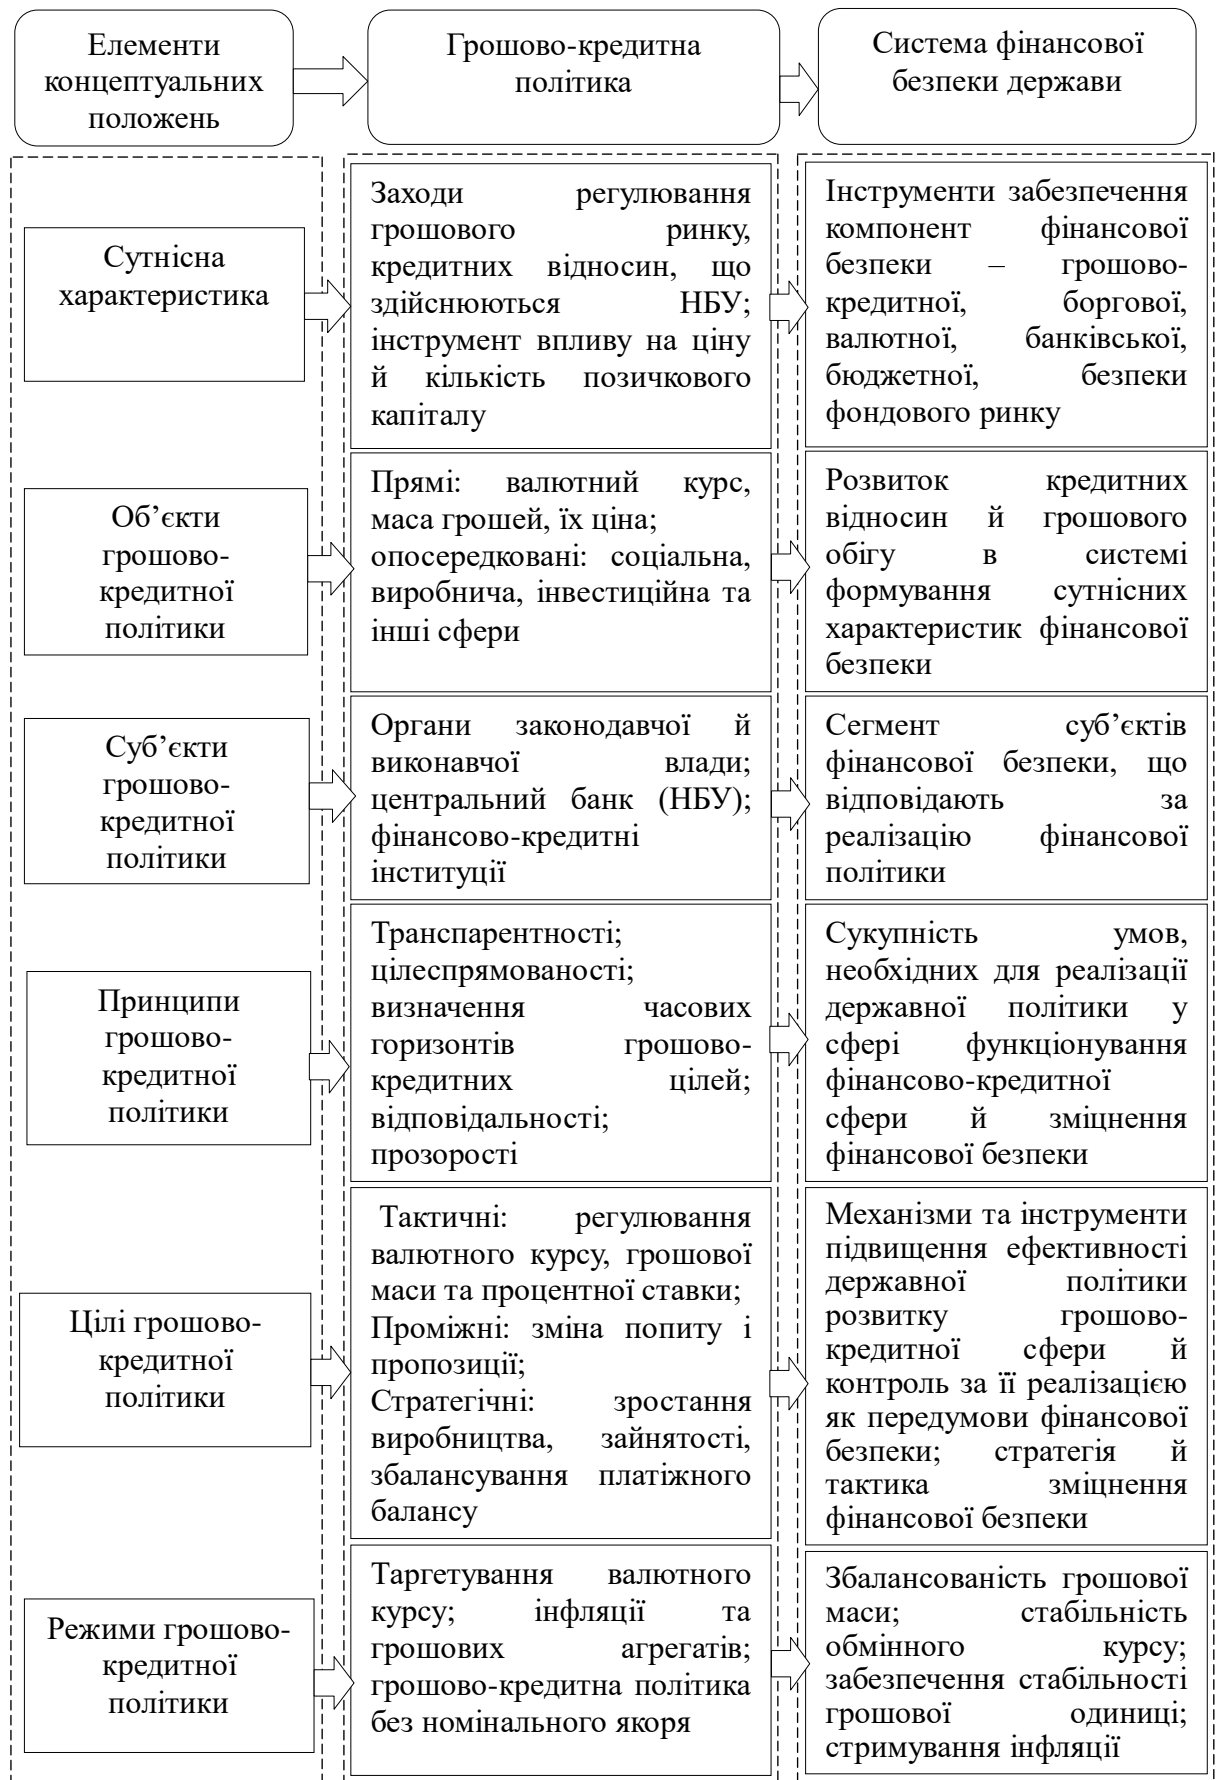 Елементи
концептуальних
положень
Грошово-кредитна
політика
Система фінансової
безпеки держави
Сутнісна
характеристика
Заходи регулювання
грошового ринку,
кредитних відносин, що
здійснюються НБУ;
інструмент впливу на ціну
й кількість позичкового
капіталу
Інструменти забезпечення
компонент фінансової
безпеки – грошово-
кредитної, боргової,
валютної, банківської,
бюджетної, безпеки
фондового ринку
Об’єкти
грошово-
кредитної
політики
Прямі: валютний курс,
маса грошей, їх ціна;
опосередковані: соціальна,
виробнича, інвестиційна та
інші сфери
Розвиток кредитних
відносин й грошового
обігу в системі
формування сутнісних
характеристик фінансової
безпеки
Суб’єкти
грошово-
кредитної
політики
Органи законодавчої й
виконавчої влади;
центральний банк (НБУ);
фінансово-кредитні
інституції
Сегмент суб’єктів
фінансової безпеки, що
відповідають за
реалізацію фінансової
політики
Принципи
грошово-
кредитної
політики
Транспарентності;
цілеспрямованості;
визначення часових
горизонтів грошово-
кредитних цілей;
відповідальності;
прозорості
Сукупність умов,
необхідних для реалізації
державної політики у
сфері функціонування
фінансово-кредитної
сфери й зміцнення
фінансової безпеки
Цілі грошово-
кредитної
політики
Тактичні: регулювання
валютного курсу, грошової
маси та процентної ставки;
Проміжні: зміна попиту і
пропозиції;
Стратегічні: зростання
виробництва, зайнятості,
збалансування платіжного
балансу
Механізми та інструменти
підвищення ефективності
державної політики
розвитку грошово-
кредитної сфери й
контроль за її реалізацією
як передумови фінансової
безпеки; стратегія й
тактика зміцнення
фінансової безпеки
Режими грошово-
кредитної
політики
Таргетування валютного
курсу; інфляції та
грошових агрегатів;
грошово-кредитна політика
без номінального якоря
Збалансованість грошової
маси; стабільність
обмінного курсу;
забезпечення стабільності
грошової одиниці;
стримування інфляції